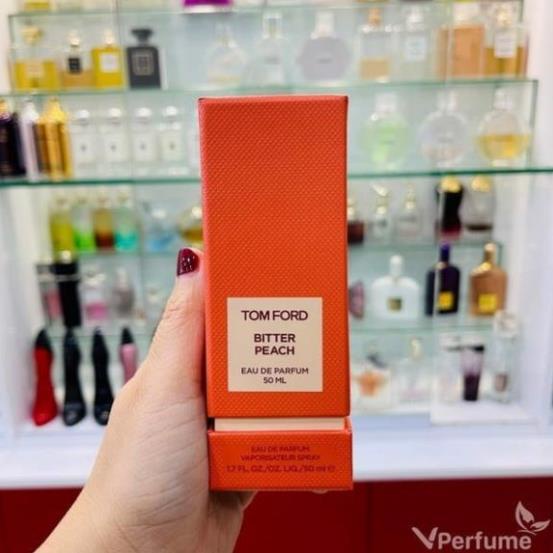 TOM FORD
BITTER
PEACH
EAU DE PARFUM
50 ML
EAU DE PARFUM
VAPORISATEUR SPRAY
1.7 FL.OZ./OZ. LIQ./50 ml e
VPerfume